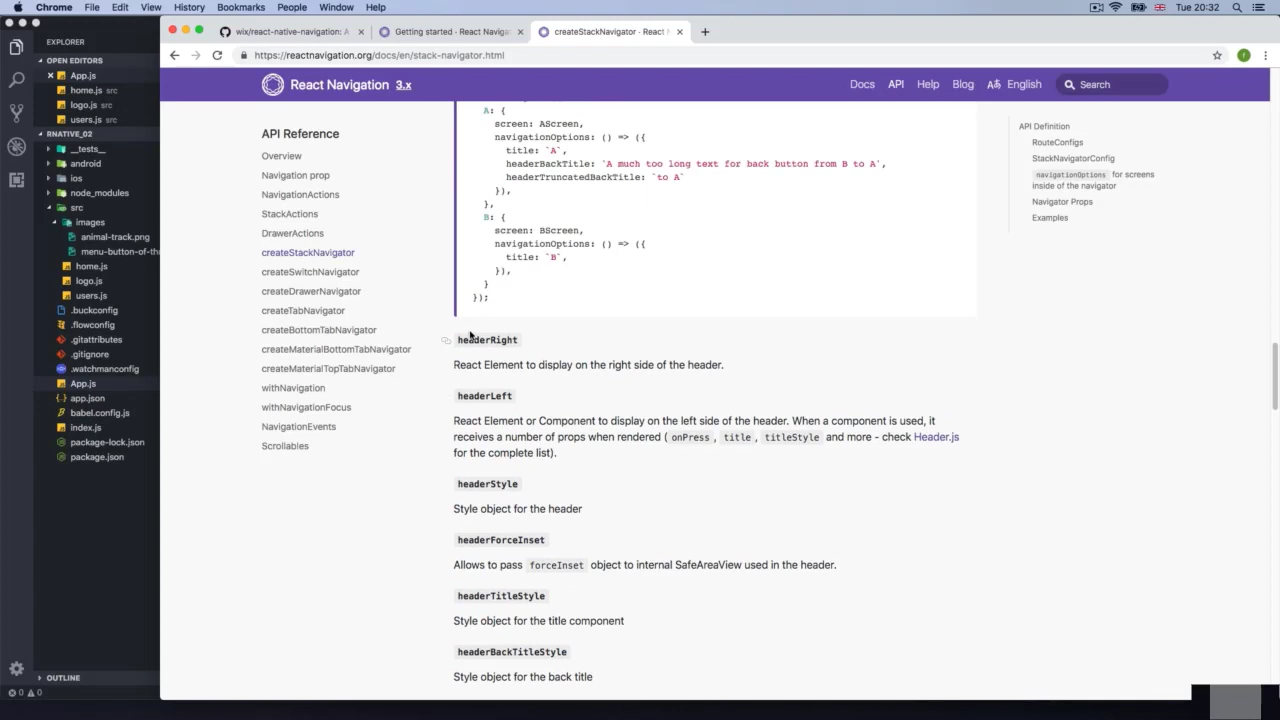 Chrome File Edit View History Bookmarks People Window Help Tue 20:32
wix/react-native-navigation: A
Getting started · React Naviga
createStackNavigator · React
https://reactnavigation.org/docs/en/stack-navigator.html
EXPLORER
OPEN EDITORS
App.js
home.js src
logo.js src
users.js src
RNATIVE_02
__tests__
android
ios
node_modules
src
images
animal-track.png
menu-button-of-th
home.js
logo.js
users.js
.buckconfig
.flowconfig
.gitattributes
.gitignore
.watchmanconfig
App.js
app.json
babel.config.js
index.js
package-lock.json
package.json
OUTLINE
0 0
React Navigation 3.x Docs API Help Blog English Search
API Reference
Overview
Navigation prop
NavigationActions
StackActions
DrawerActions
createStackNavigator
createSwitchNavigator
createDrawerNavigator
createTabNavigator
createBottomTabNavigator
createMaterialBottomTabNavigator
createMaterialTopTabNavigator
withNavigation
withNavigationFocus
NavigationEvents
Scrollables
A: {
screen: AScreen,
navigationOptions: () => ({
title: `A`,
headerBackTitle: 'A much too long text for back button from B to A',
headerTruncatedBackTitle: `to A`
}),
},
B: {
screen: BScreen,
navigationOptions: () => ({
title: `B`,
}),
}
});
headerRight
React Element to display on the right side of the header.
headerLeft
React Element or Component to display on the left side of the header. When a component is used, it
receives a number of props when rendered ( onPress , title , titleStyle and more - check Header.js
for the complete list).
headerStyle
Style object for the header
headerForceInset
Allows to pass forceInset object to internal SafeAreaView used in the header.
headerTitleStyle
Style object for the title component
headerBackTitleStyle
Style object for the back title
API Definition
RouteConfigs
StackNavigatorConfig
navigationOptions for screens
inside of the navigator
Navigator Props
Examples